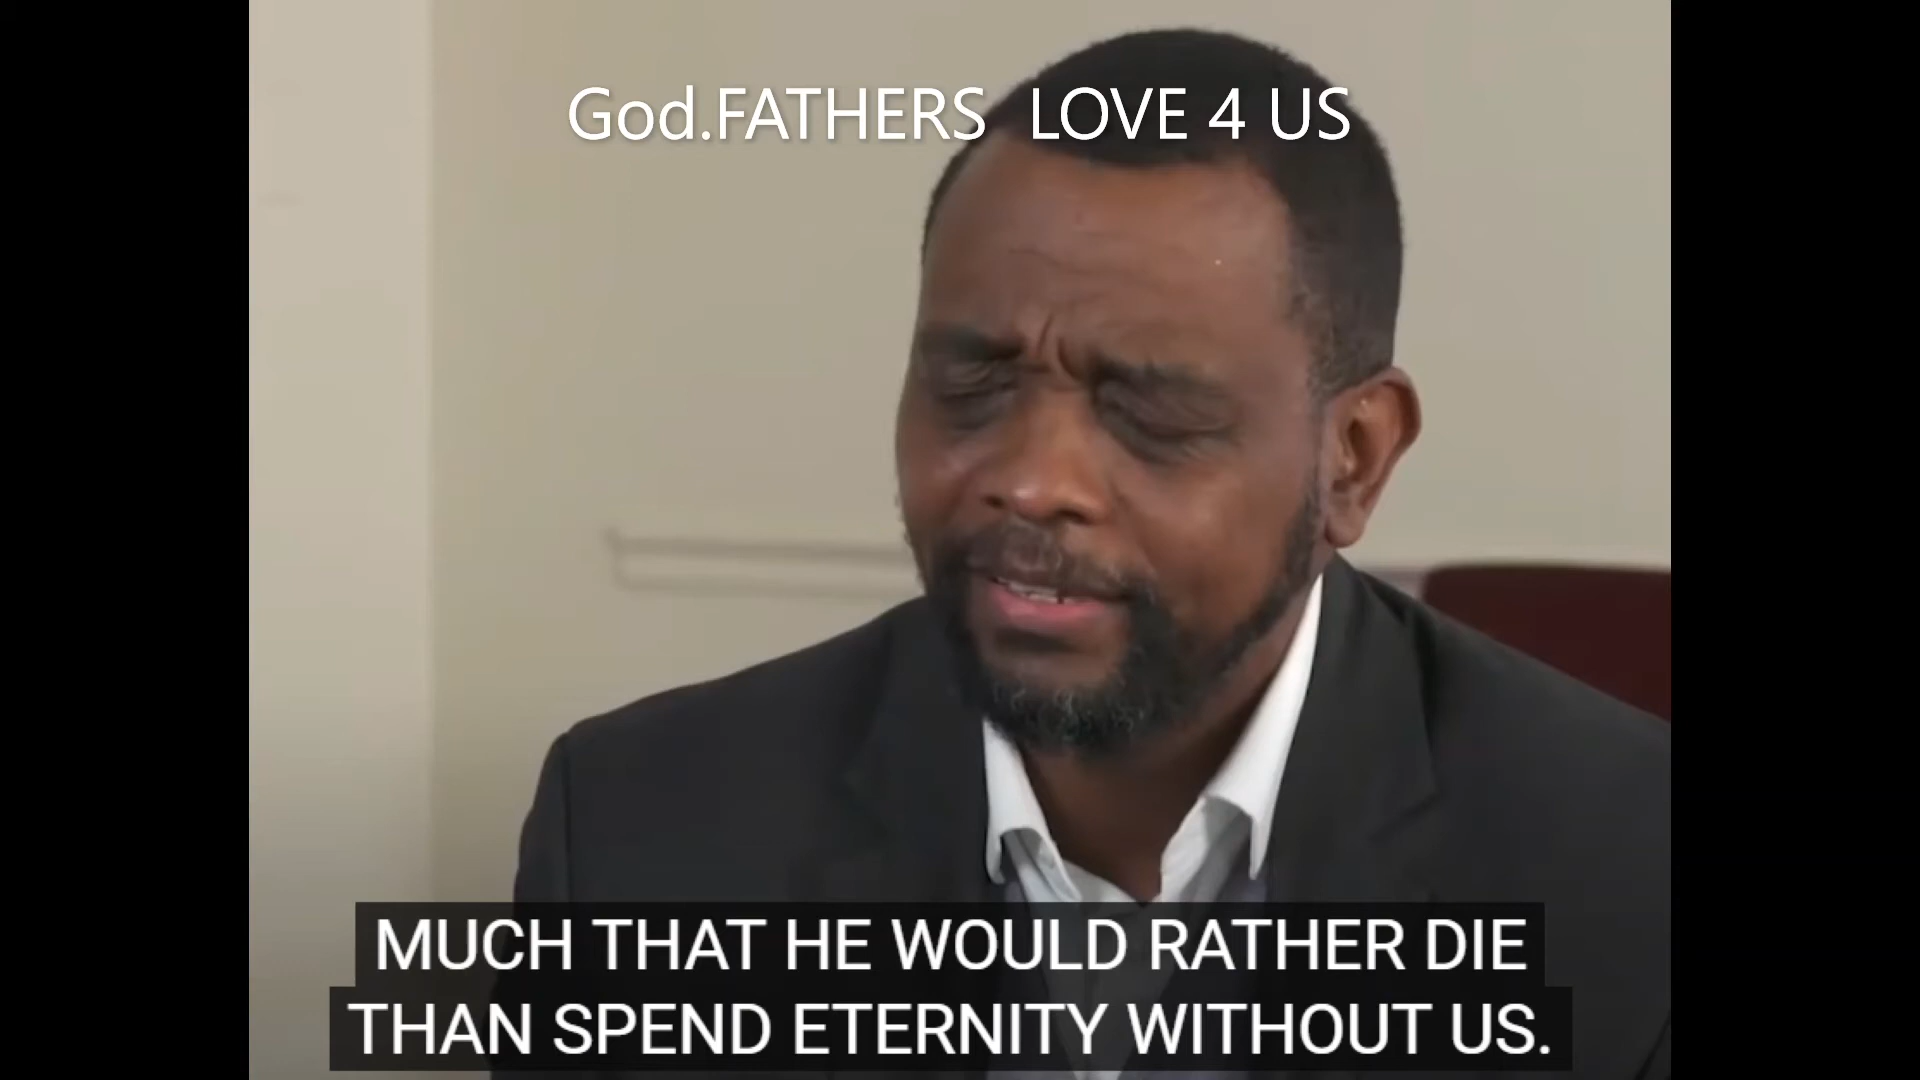 God.FATHERS LOVE 4 US
MUCH THAT HE WOULD RATHER DIE
THAN SPEND ETERNITY WITHOUT US.